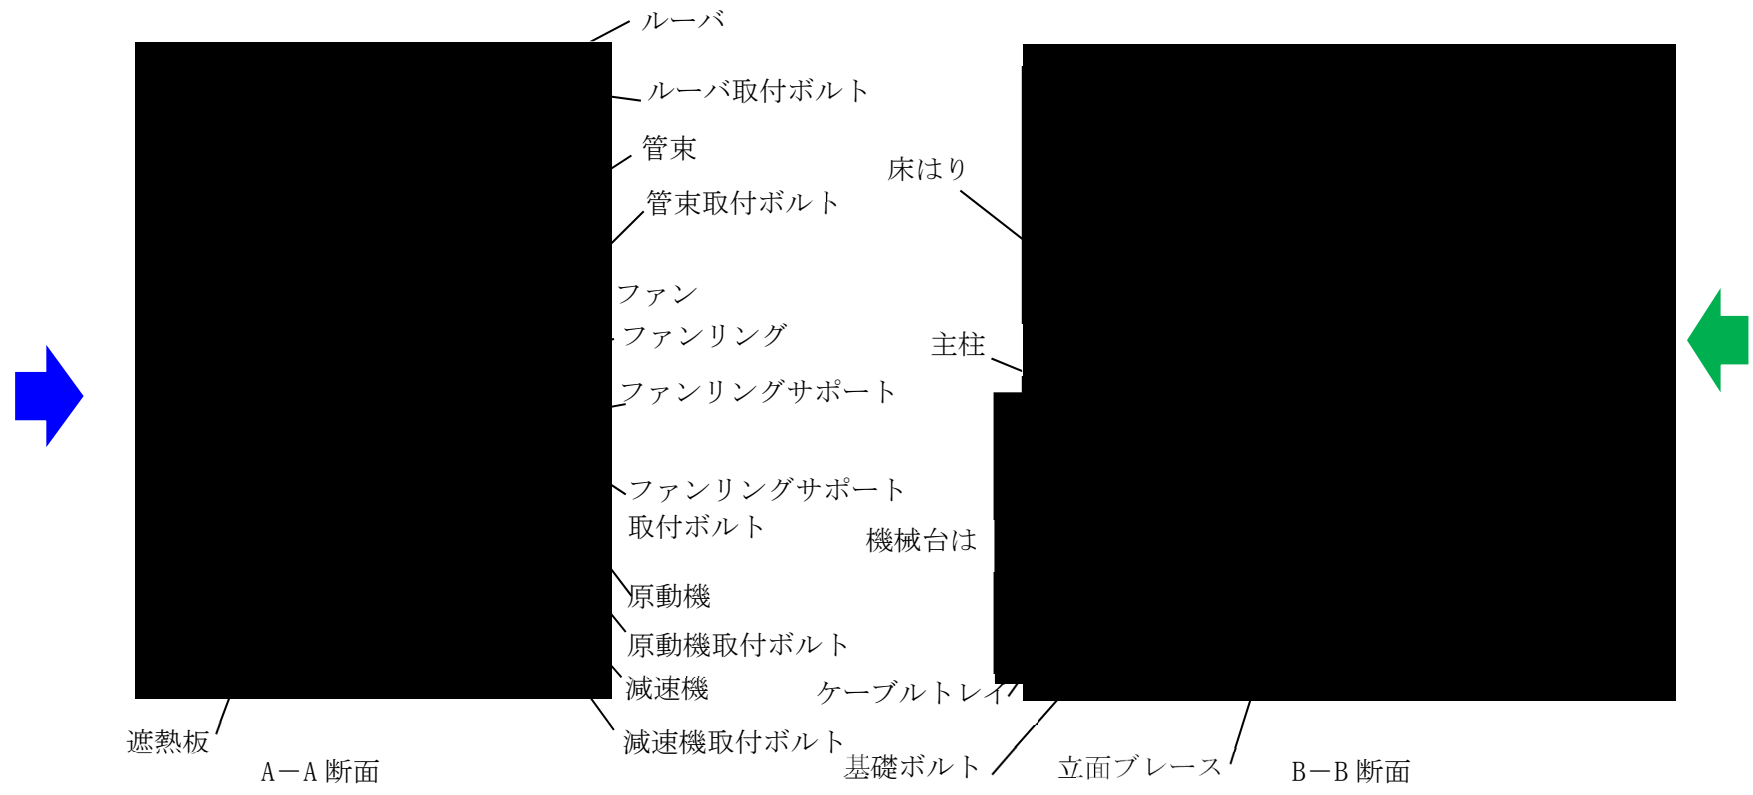 ルーバ
ルーバ取付ボルト
管束
管束取付ボルト
ファン
ファンリング
ファンリングサポート
ファンリングサポート
取付ボルト
原動機
原動機取付ボルト
減速機
減速機取付ボルト
遮熱板
A－A 断面
床はり
主柱
機械台は
ケーブルトレイ
基礎ボルト
立面ブレース
B－B 断面